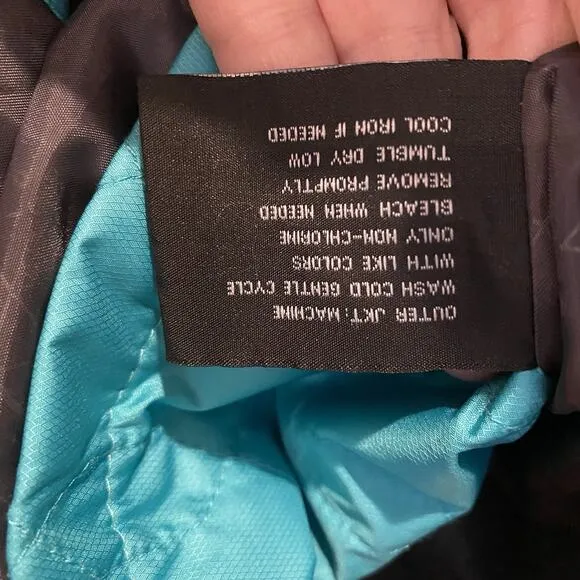 OUTER JKT: MACHINE
WASH COLD GENTLE CYCLE
WITH LIKE COLORS
ONLY NON-CHLORINE
BLEACH WHEN NEEDED
REMOVE PROMPTLY
TUMBLE DRY LOW
COOL IRON IF NEEDED